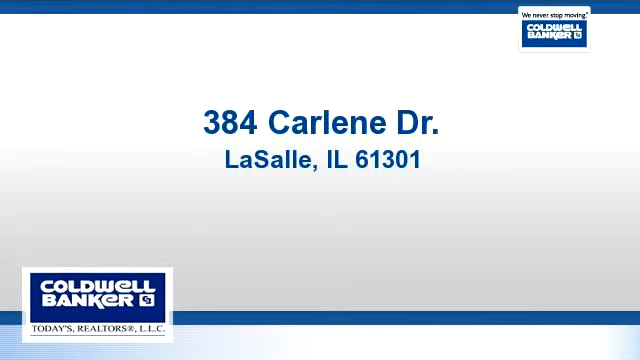 We never stop moving.®
COLDWELL
BANKER
384 Carlene Dr.
LaSalle, IL 61301
COLDWELL
BANKER
TODAY'S, REALTORS®, L.L.C.